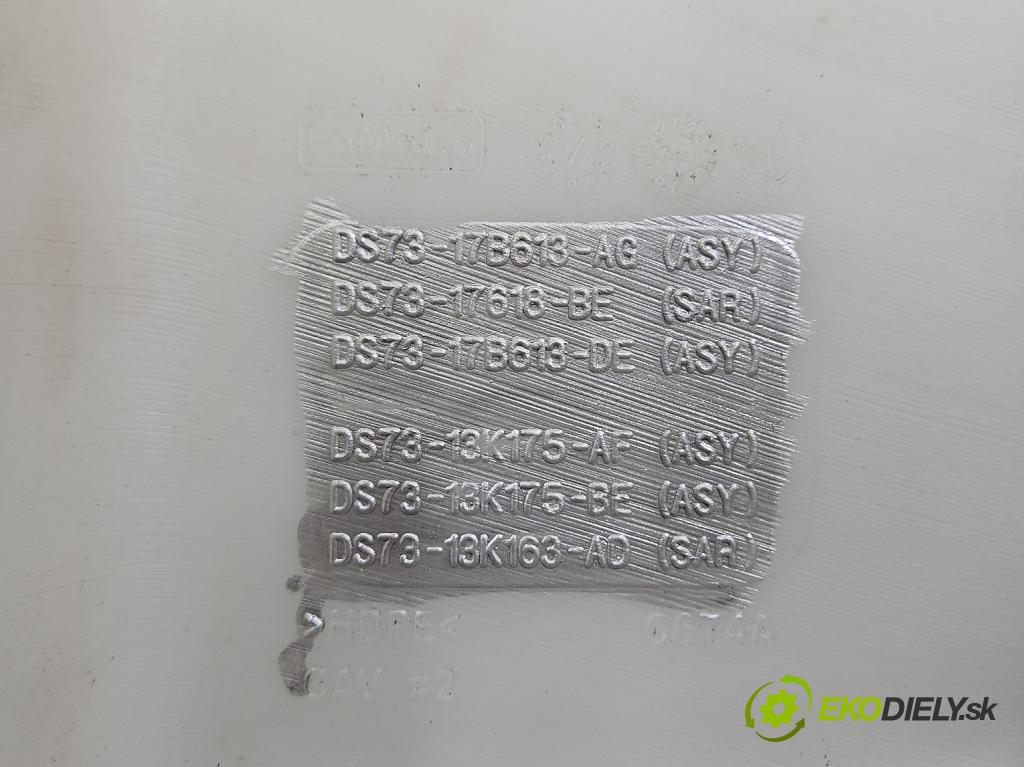 FoMoCo
DS73-17B613-AG (ASY)
DS73-17618-BE (SAR)
DS73-17B613-DE (ASY)
DS73-13K175-AF (ASY)
DS73-13K175-BE (ASY)
DS73-13K163-AD (SAR)
>HDPE<
CAV #2
EKODIELY.sk